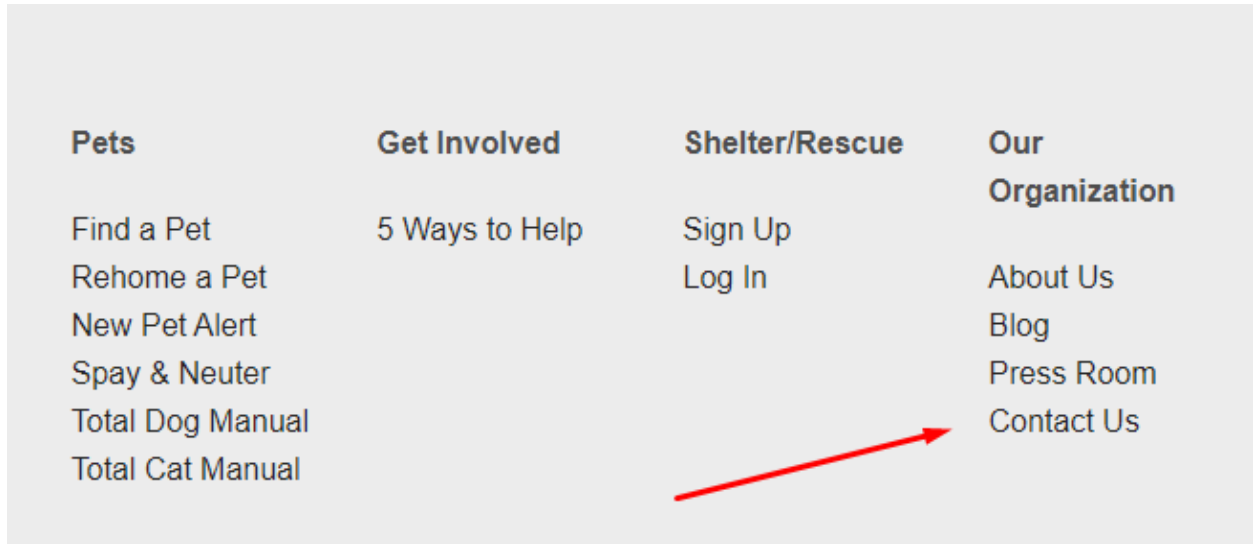 Pets
Find a Pet
Rehome a Pet
New Pet Alert
Spay & Neuter
Total Dog Manual
Total Cat Manual
Get Involved
5 Ways to Help
Shelter/Rescue
Sign Up
Log In
Our
Organization
About Us
Blog
Press Room
Contact Us